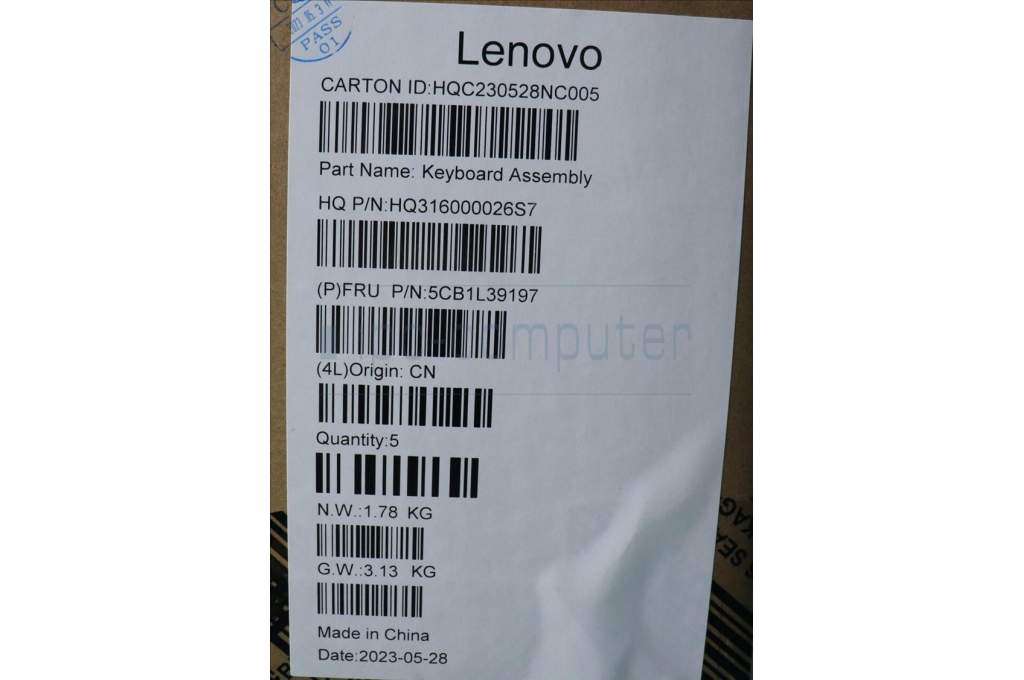 PASS
01
Lenovo
CARTON ID:HQC230528NC005
Part Name: Keyboard Assembly
HQ P/N:HQ316000026S7
(P)FRU P/N:5CB1L39197
computer
(4L)Origin: CN
Quantity:5
N.W.:1.78 KG
G.W.:3.13 KG
Made in China
Date:2023-05-28